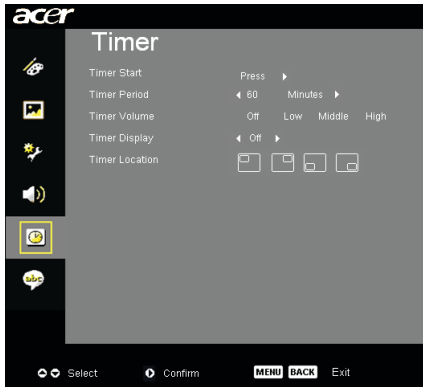 acer
Timer
Timer Start Press
Timer Period 60 Minutes
Timer Volume Off Low Middle High
Timer Display Off
Timer Location
abc
Select Confirm MENU BACK Exit